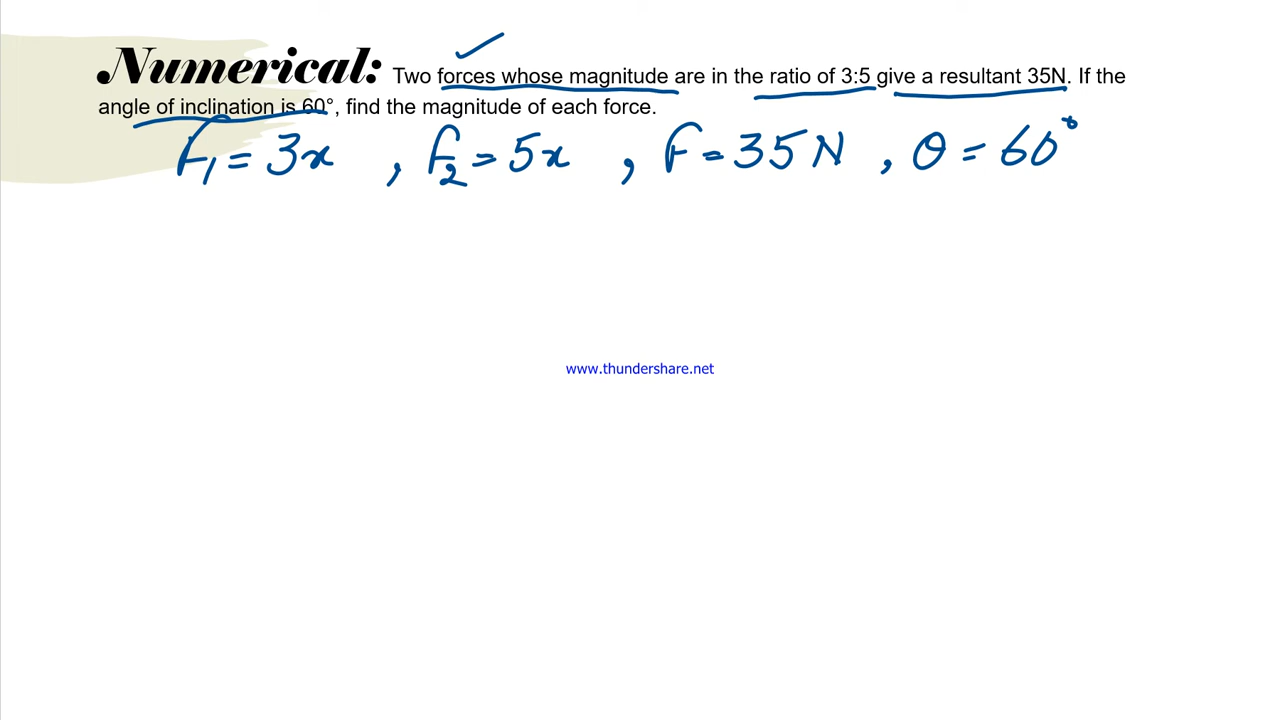 Numerical: Two forces whose magnitude are in the ratio of 3:5 give a resultant 35N. If the
angle of inclination is 60°, find the magnitude of each force.
F₁ = 3x , F₂ = 5x , F = 35 N , θ = 60°
www.thundershare.net